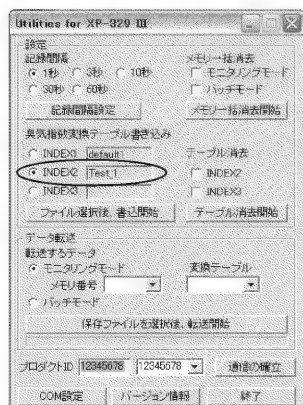 Utilities for XP-329 III
設定
記録間隔
1秒 3秒 10秒
30秒 60秒
記録間隔設定
メモリー括消去
モニタリングモード
バッチモード
メモリー括消去開始
臭気指数変換テーブル書き込み
INDEX1 default1
INDEX2 Test_1
INDEX3
ファイル選択後、書込開始
テーブル消去
INDEX2
INDEX3
テーブル消去開始
データ転送
転送するデータ
モニタリングモード
メモリ番号
バッチモード
変換テーブル
保存ファイルを選択後、転送開始
プロダクトID 12345678 12345678 通信の確立
COM設定 バージョン情報 終了